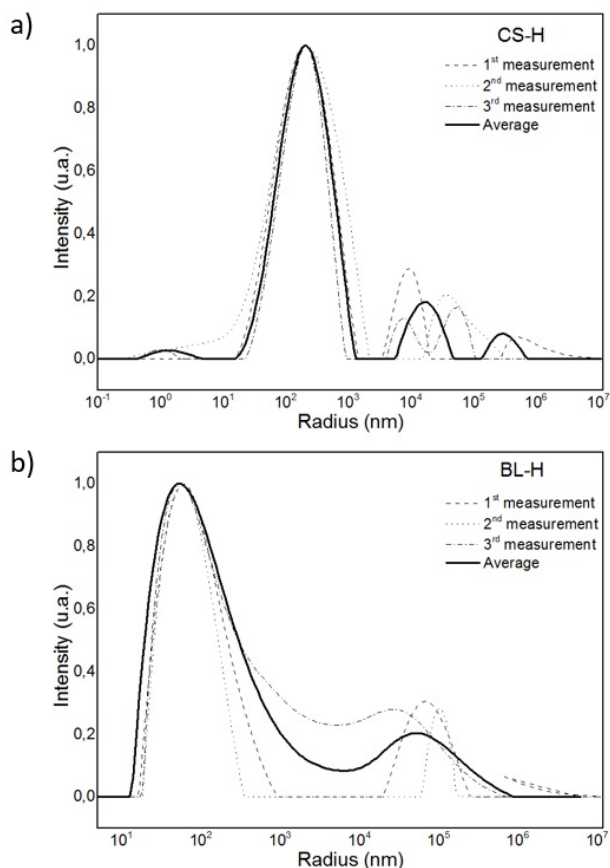 a)
CS-H
1st measurement
2nd measurement
3rd measurement
Average
Intensity (u.a.)
1,0
0,8
0,6
0,4
0,2
0,0
10-1 100 101 102 103 104 105 106 107
Radius (nm)
b)
BL-H
1st measurement
2nd measurement
3rd measurement
Average
Intensity (u.a.)
1,0
0,8
0,6
0,4
0,2
0,0
101 102 103 104 105 106 107
Radius (nm)